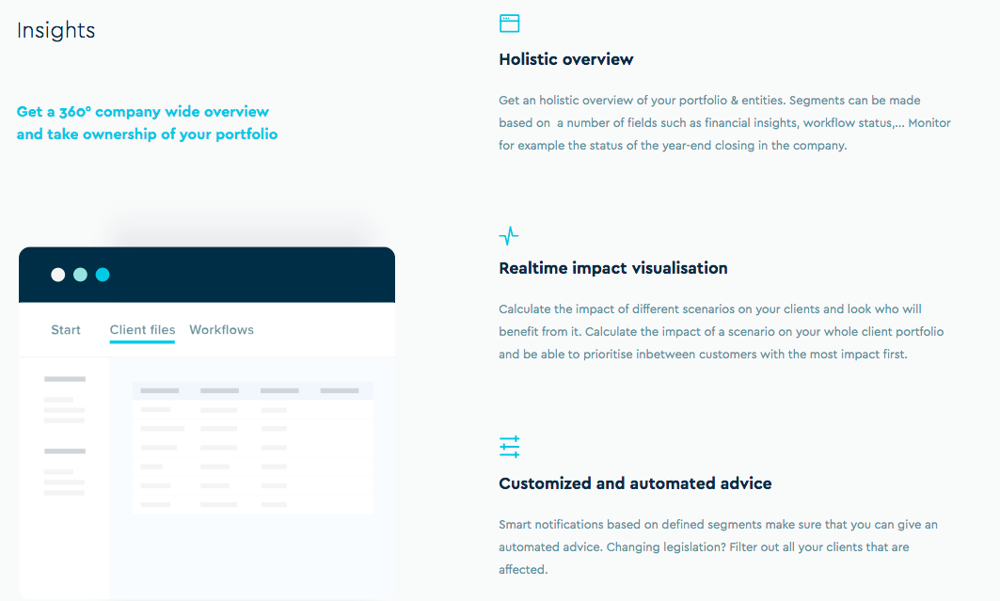 Insights
Get a 360° company wide overview
and take ownership of your portfolio
Start
Client files
Workflows
Holistic overview
Get an holistic overview of your portfolio & entities. Segments can be made
based on  a number of fields such as financial insights, workflow status,... Monitor
for example the status of the year-end closing in the company.
Realtime impact visualisation
Calculate the impact of different scenarios on your clients and look who will
benefit from it. Calculate the impact of a scenario on your whole client portfolio
and be able to prioritise inbetween customers with the most impact first.
Customized and automated advice
Smart notifications based on defined segments make sure that you can give an
automated advice. Changing legislation? Filter out all your clients that are
affected.